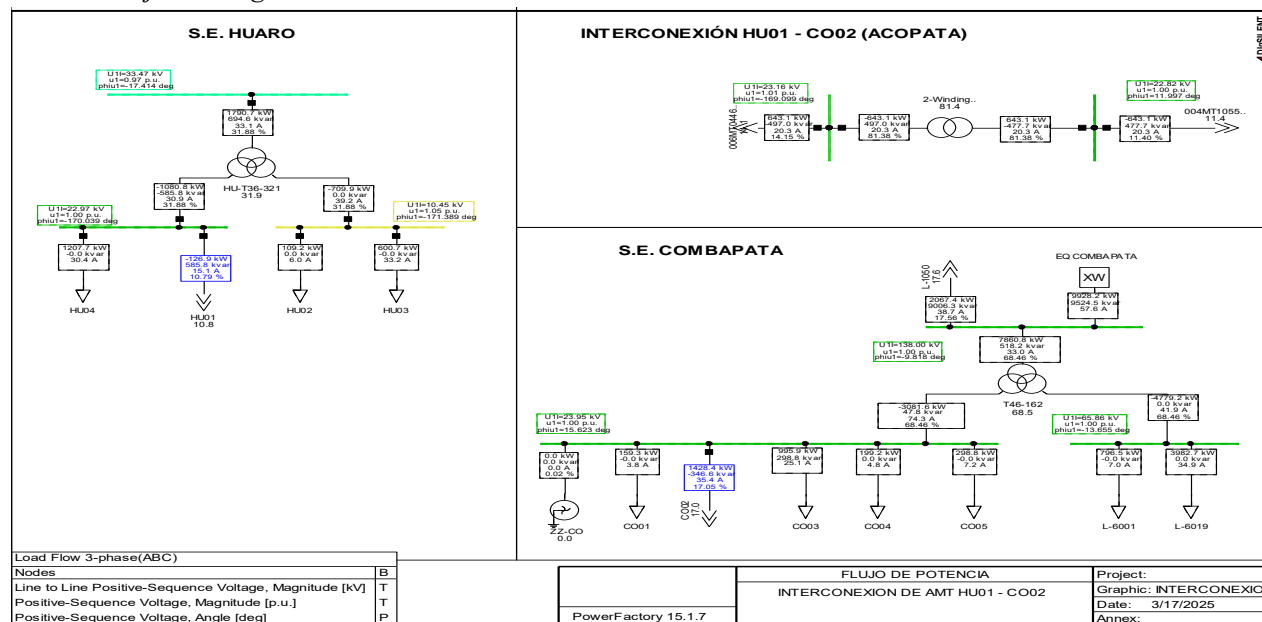 S.E. HUARO
U1l=33.47 kV
u1=0.97 p.u.
phiu1=-17.414 deg
1790.7 kW
694.6 kvar
33.1 A
31.88 %
HU-T36-321
31.9
-1080.8 kW
-585.8 kvar
30.9 A
31.88 %
-709.9 kW
0.0 kvar
39.2 A
31.88 %
U1l=22.97 kV
u1=1.00 p.u.
phiu1=-170.039 deg
U1l=10.45 kV
u1=1.05 p.u.
phiu1=-171.389 deg
1207.7 kW
-0.0 kvar
30.4 A
HU04
-126.9 kW
585.8 kvar
15.1 A
10.79 %
HU01
10.8
109.2 kW
0.0 kvar
6.0 A
HU02
600.7 kW
-0.0 kvar
33.2 A
HU03
INTERCONEXIÓN HU01 - CO02 (ACOPATA)
DIgSILENT
U1l=23.16 kV
u1=1.01 p.u.
phiu1=-169.099 deg
643.1 kW
-497.0 kvar
20.3 A
14.15 %
-643.1 kW
497.0 kvar
20.3 A
81.38 %
2-Winding..
81.4
643.1 kW
-477.7 kvar
20.3 A
81.38 %
U1l=22.82 kV
u1=1.00 p.u.
phiu1=11.997 deg
-643.1 kW
477.7 kvar
20.3 A
11.40 %
004MT1055..
11.4
S.E. COMBAPATA
L-1050
17.6
EQ COMBAPATA
XW
2067.4 kW
9006.3 kvar
38.7 A
17.56 %
9928.2 kW
9524.5 kvar
57.6 A
U1l=138.00 kV
u1=1.00 p.u.
phiu1=-9.818 deg
7860.8 kW
518.2 kvar
33.0 A
68.46 %
T46-162
68.5
-3081.6 kW
47.8 kvar
74.3 A
68.46 %
-4779.2 kW
0.0 kvar
41.9 A
68.46 %
U1l=23.95 kV
u1=1.00 p.u.
phiu1=15.623 deg
U1l=65.86 kV
u1=1.00 p.u.
phiu1=-13.655 deg
0.0 kW
0.0 kvar
0.0 A
0.02 %
ZZ-CO
0.0
159.3 kW
-0.0 kvar
3.8 A
CO01
1428.4 kW
-346.6 kvar
35.4 A
17.05 %
CO02
17.0
995.9 kW
298.8 kvar
25.1 A
CO03
199.2 kW
0.0 kvar
4.8 A
CO04
298.8 kW
-0.0 kvar
7.2 A
CO05
796.5 kW
-0.0 kvar
7.0 A
L-6001
3982.7 kW
0.0 kvar
34.9 A
L-6019
Load Flow 3-phase(ABC)
Nodes B
Line to Line Positive-Sequence Voltage, Magnitude [kV] T
Positive-Sequence Voltage, Magnitude [p.u.] T
Positive-Sequence Voltage, Angle [deg] P
PowerFactory 15.1.7
FLUJO DE POTENCIA
INTERCONEXION DE AMT HU01 - CO02
Project:
Graphic: INTERCONEXIO
Date: 3/17/2025
Annex: